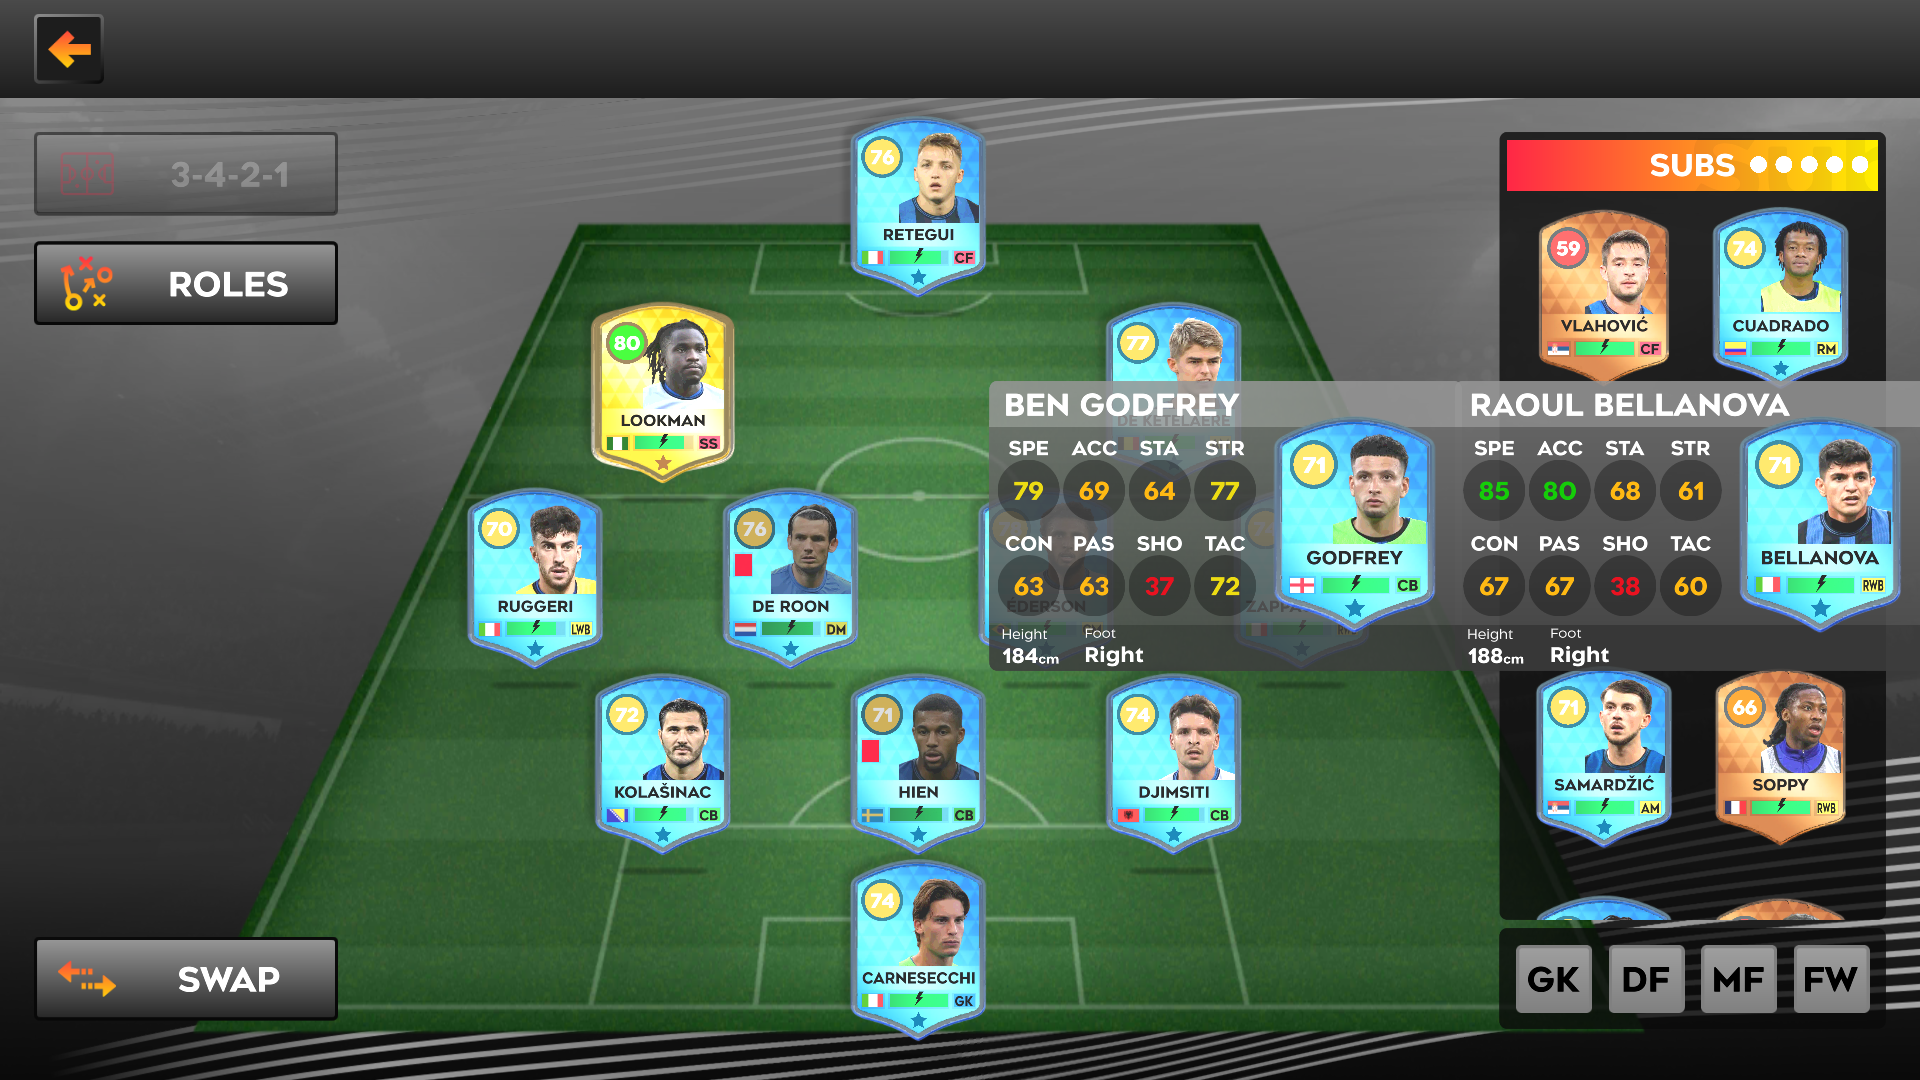 3-4-2-1
ROLES
SWAP
76
RETEGUI
CF
80
LOOKMAN
SS
77
DE KETELAERE
70
RUGGERI
LWB
76
DE ROON
DM
EDERSON
ZAPPA
72
KOLAŠINAC
CB
71
HIEN
CB
74
DJIMSITI
CB
74
CARNESECCHI
GK
BEN GODFREY
SPE ACC STA STR
79 69 64 77
CON PAS SHO TAC
63 63 37 72
Height Foot
184cm Right
71
GODFREY
CB
RAOUL BELLANOVA
SPE ACC STA STR
85 80 68 61
CON PAS SHO TAC
67 67 38 60
Height Foot
188cm Right
71
BELLANOVA
RWB
SUBS
59
VLAHOVIĆ
CF
74
CUADRADO
RM
71
SAMARDŽIĆ
AM
66
SOPPY
RWB
GK DF MF FW